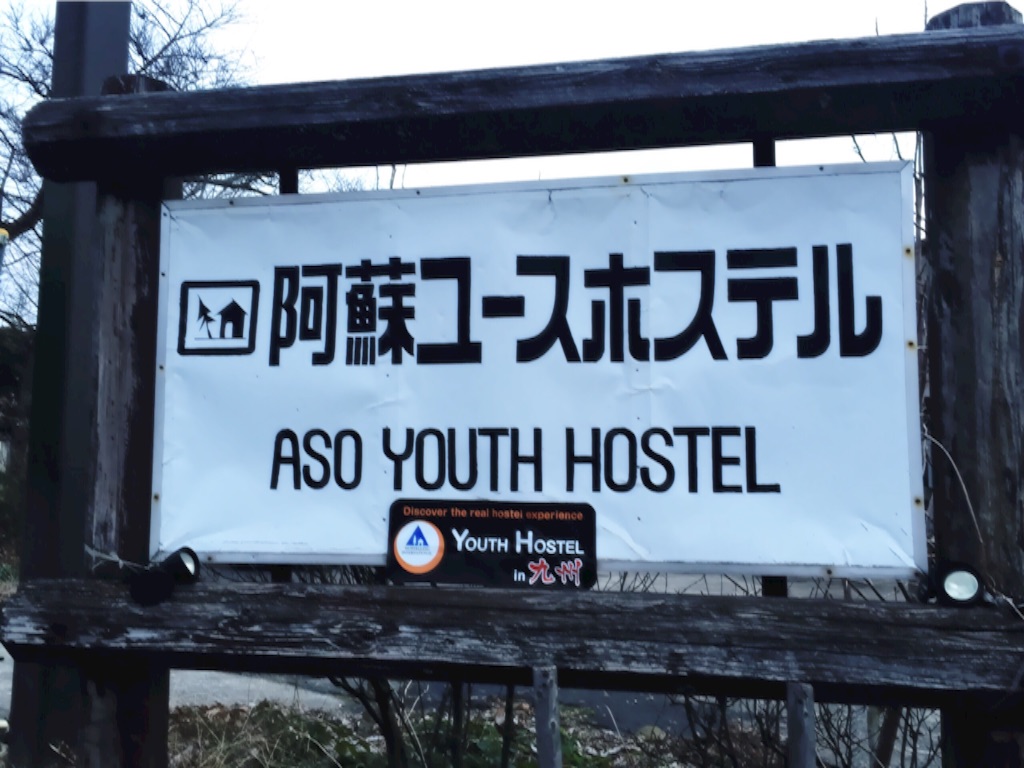 阿蘇ユースホステル
ASO YOUTH HOSTEL
Discover the real hostel experience
YOUTH HOSTEL
in 九州